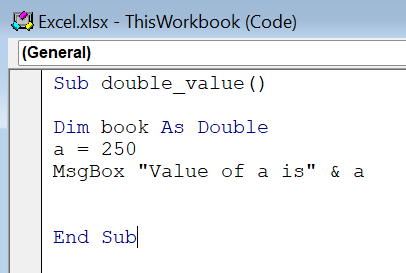 Excel.xlsx - ThisWorkbook (Code)
(General)
Sub double_value()
Dim book As Double
a = 250
MsgBox "Value of a is" & a
End Sub